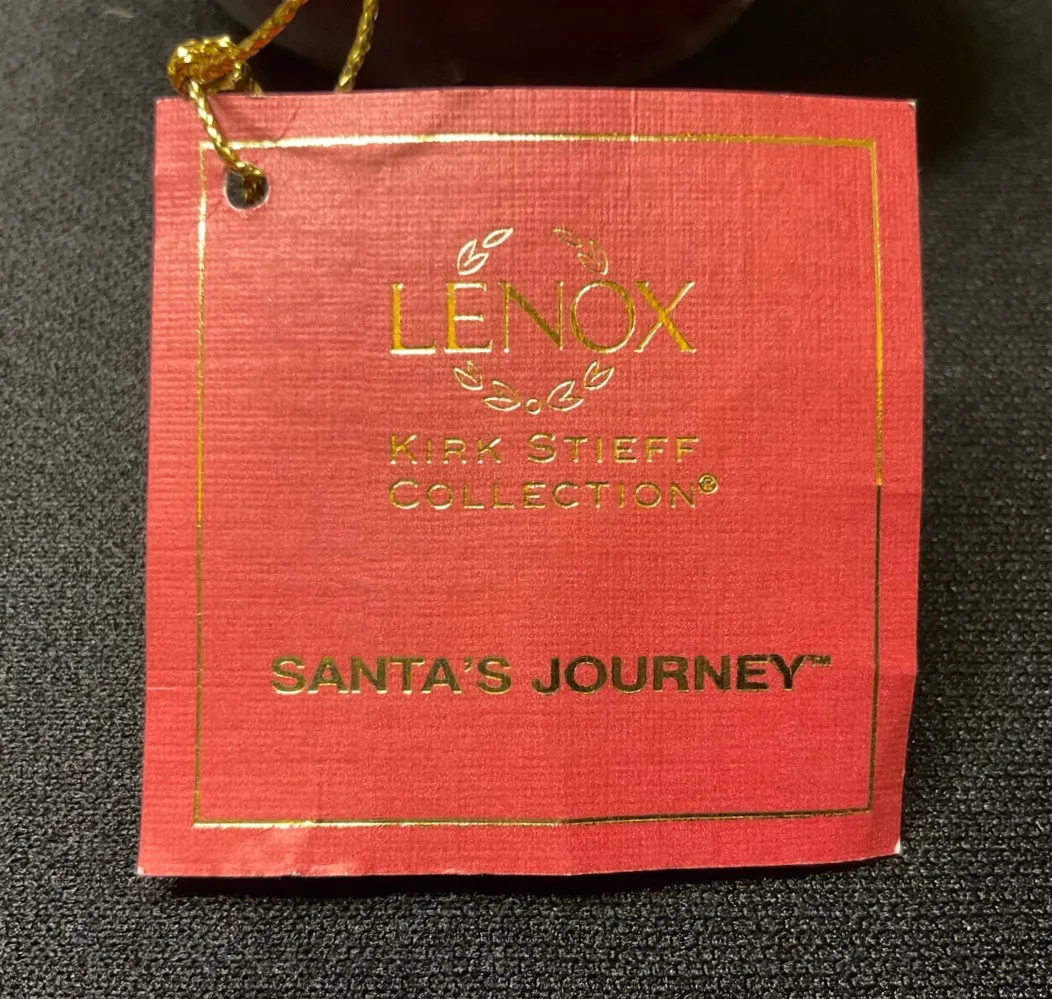 LENOX
KIRK STIEFF
COLLECTION®
SANTA'S JOURNEY™